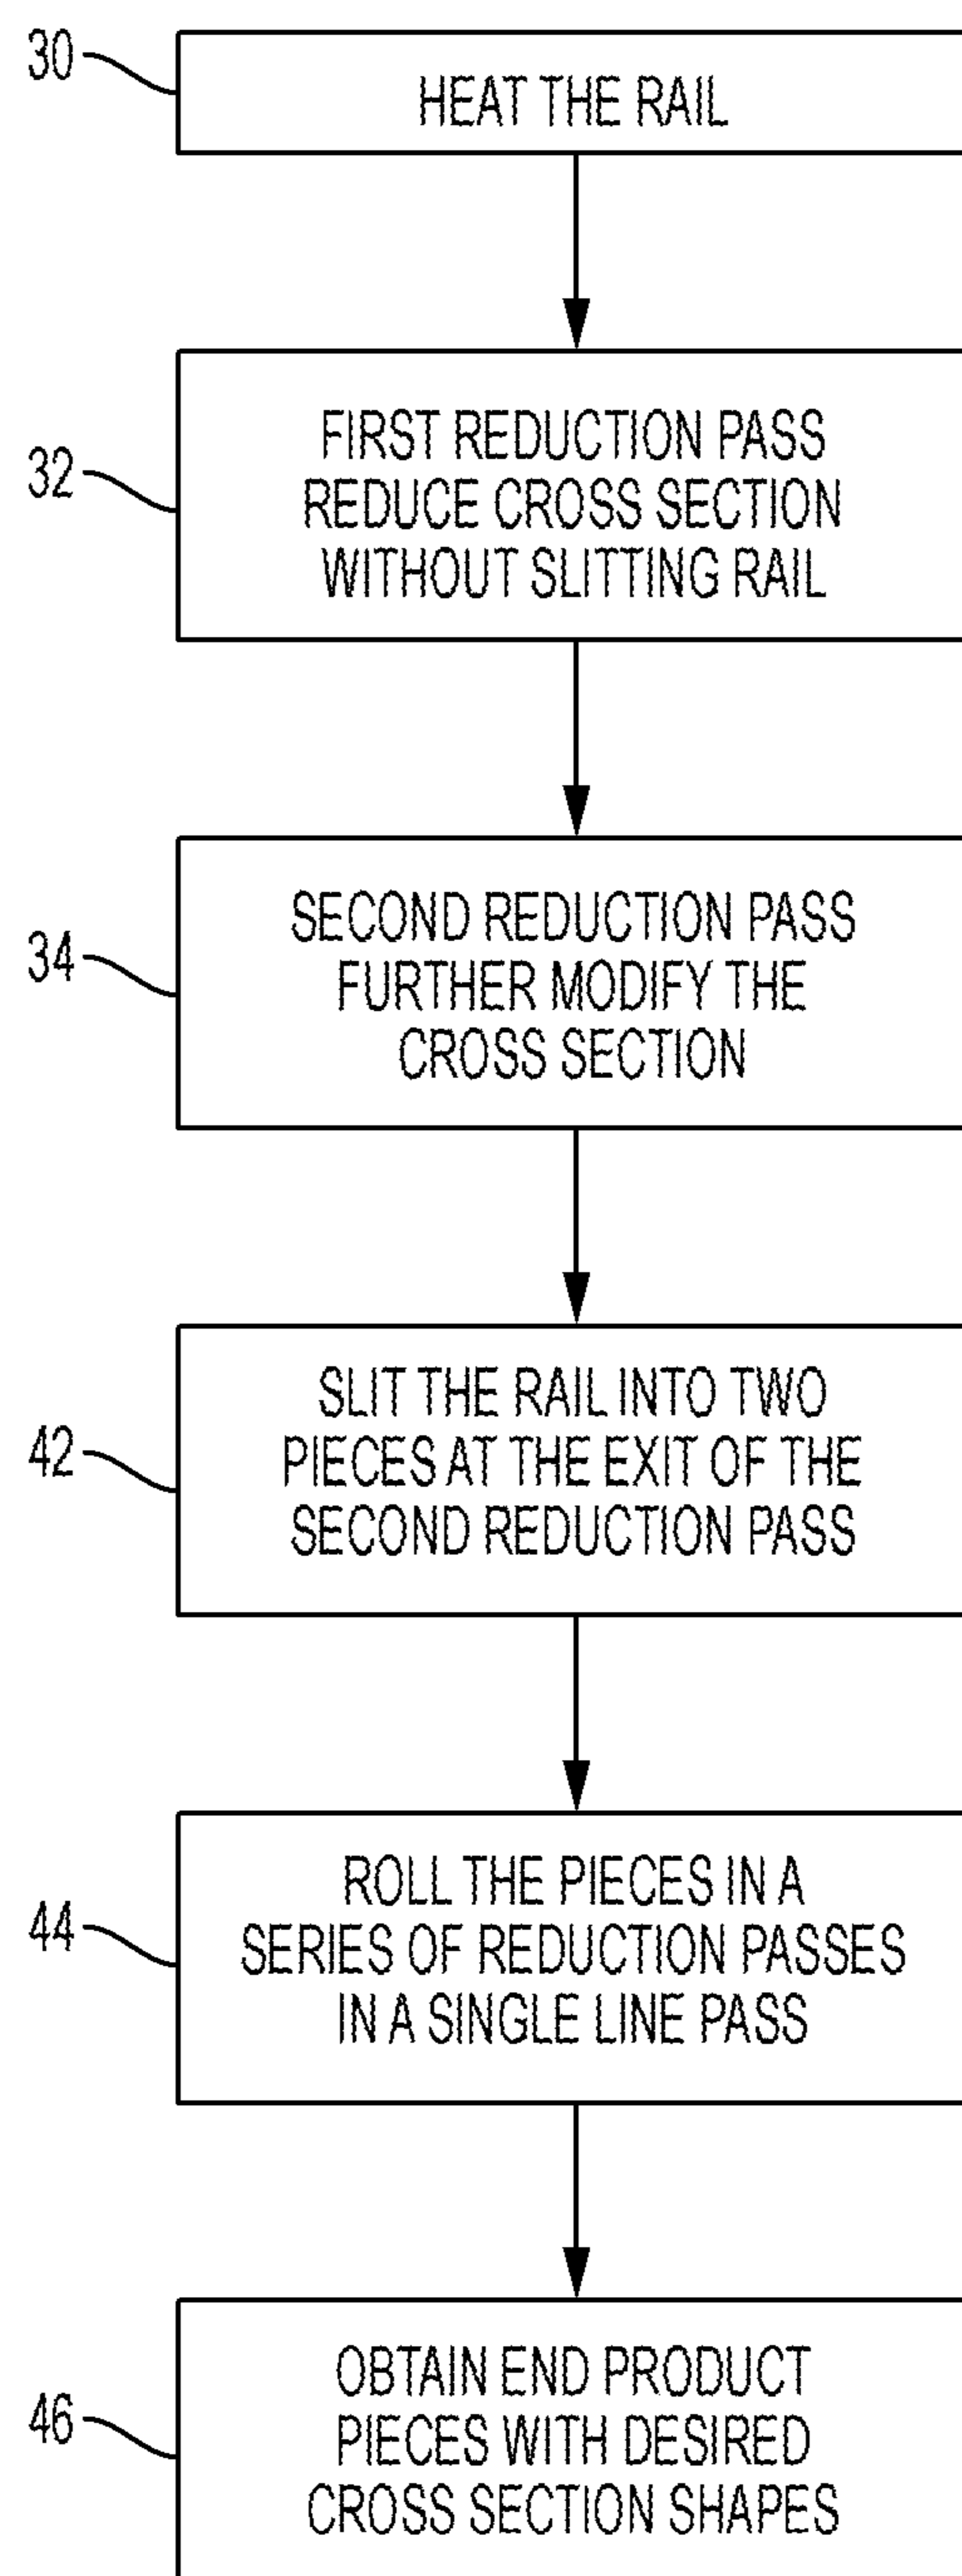 30
HEAT THE RAIL
32
FIRST REDUCTION PASS
REDUCE CROSS SECTION
WITHOUT SLITTING RAIL
34
SECOND REDUCTION PASS
FURTHER MODIFY THE
CROSS SECTION
42
SLIT THE RAIL INTO TWO
PIECES AT THE EXIT OF THE
SECOND REDUCTION PASS
44
ROLL THE PIECES IN A
SERIES OF REDUCTION PASSES
IN A SINGLE LINE PASS
46
OBTAIN END PRODUCT
PIECES WITH DESIRED
CROSS SECTION SHAPES